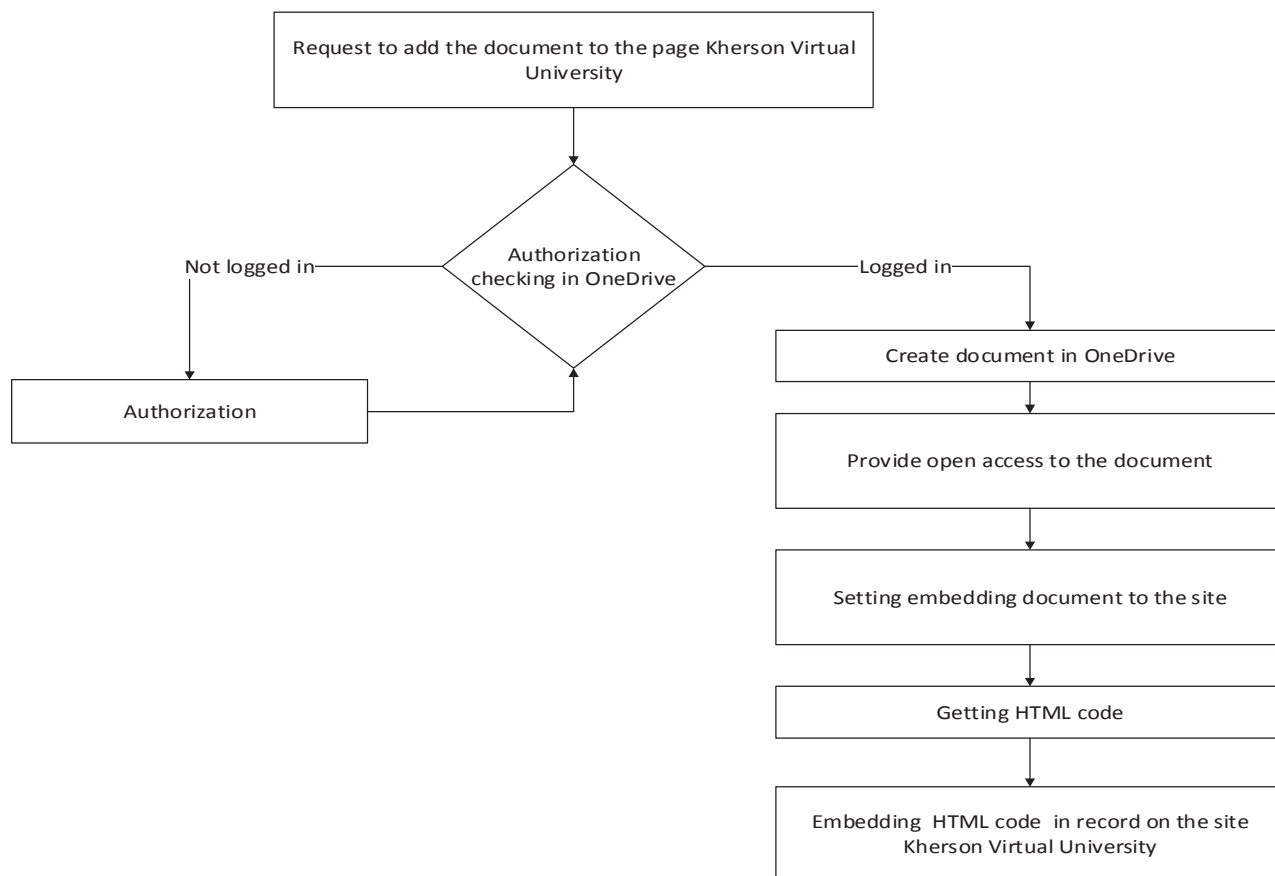 Request to add the document to the page Kherson Virtual
University
Authorization
checking in OneDrive
Not logged in
Logged in
Authorization
Create document in OneDrive
Provide open access to the document
Setting embedding document to the site
Getting HTML code
Embedding HTML code in record on the site
Kherson Virtual University